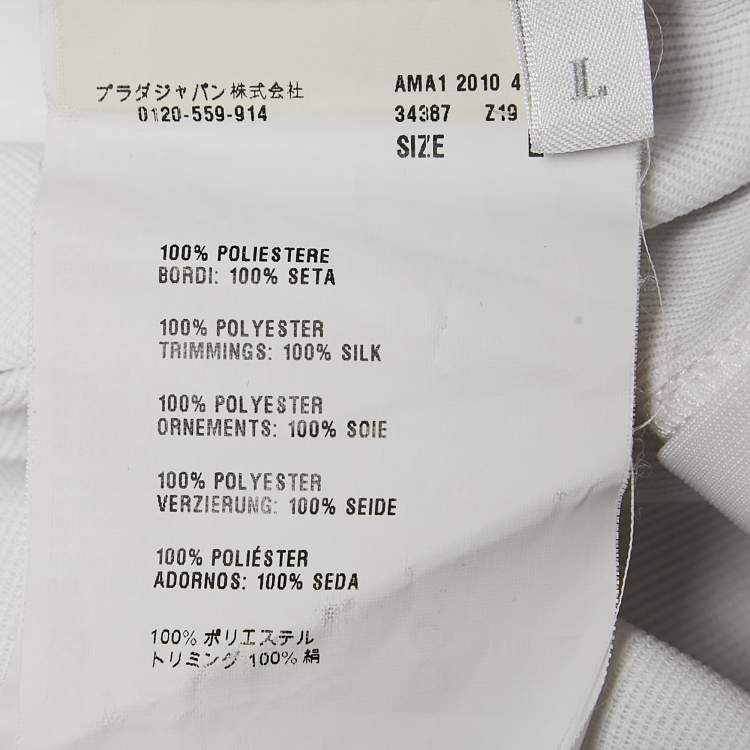 プラダジャパン株式会社
0120-559-914
AMA1 2010 4
34387 Z19
SIZE
L
100% POLIESTERE
BORDI: 100% SETA
100% POLYESTER
TRIMMINGS: 100% SILK
100% POLYESTER
ORNEMENTS: 100% SOIE
100% POLYESTER
VERZIERUNG: 100% SEIDE
100% POLIÉSTER
ADORNOS: 100% SEDA
100% ポリエステル
トリミング 100% 絹